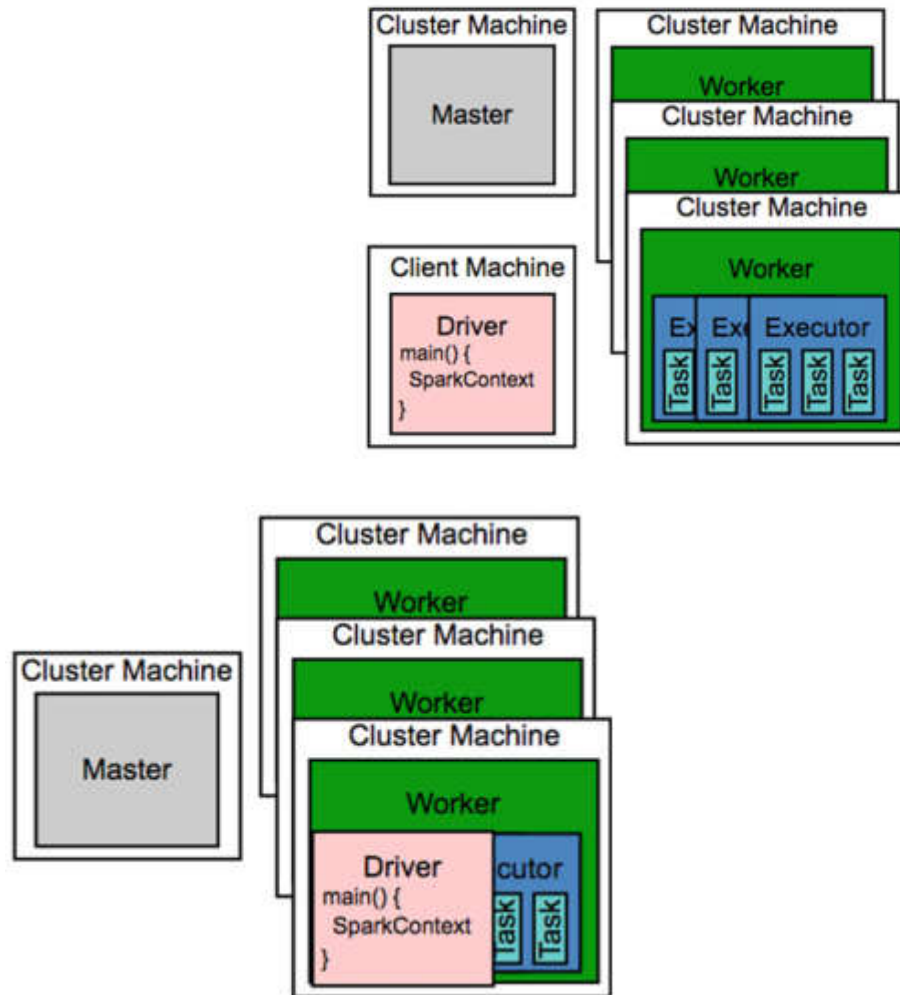 Cluster Machine
Master
Cluster Machine
Worker
Cluster Machine
Worker
Cluster Machine
Worker
Executor
Task
Task
Task
Task
Task
Client Machine
Driver
main() {
SparkContext
}
Cluster Machine
Worker
Cluster Machine
Worker
Cluster Machine
Worker
Cluster Machine
Master
Driver
main() {
SparkContext
}
Task
Task